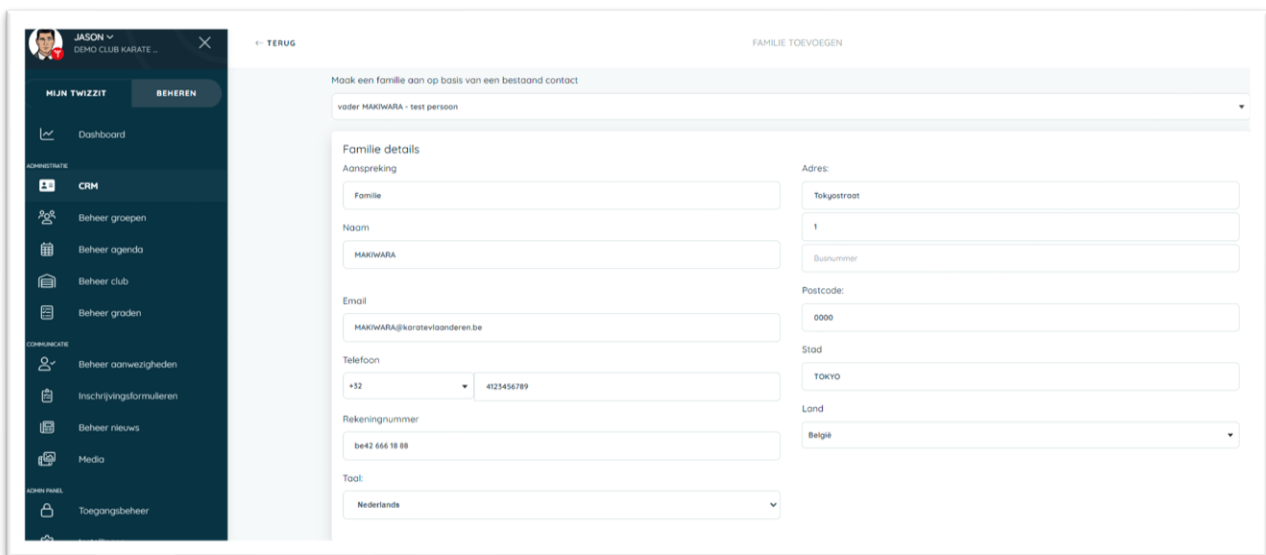 JASON
DEMO CLUB KARATE ...
MIJN TWIZZIT
BEHEREN
Dashboard
ADMINISTRATIE
CRM
Beheer groepen
Beheer agenda
Beheer club
Beheer graden
COMMUNICATIE
Beheer aanwezigheden
Inschrijvingsformulieren
Beheer nieuws
Media
ADMIN PANEL
Toegangsbeheer
← TERUG
FAMILIE TOEVOEGEN
Maak een familie aan op basis van een bestaand contact
vader MAKIWARA - test persoon
Familie details
Aanspreking
Familie
Naam
MAKIWARA
Email
MAKIWARA@karatevlaanderen.be
Telefoon
+32
4123456789
Rekeningnummer
be42 666 18 88
Taal:
Nederlands
Adres:
Tokyostraat
1
Busnummer
Postcode:
0000
Stad
TOKYO
Land
België